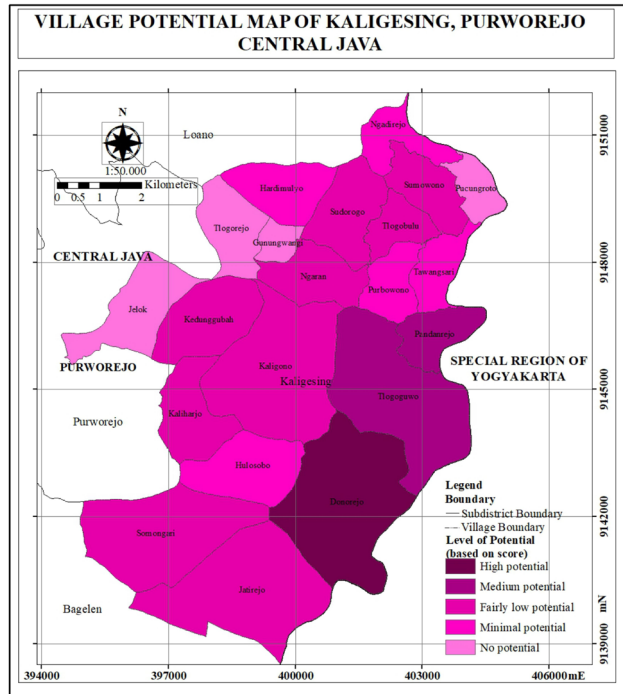 VILLAGE POTENTIAL MAP OF KALIGESING, PURWOREJO
CENTRAL JAVA
N
1:50.000
Kilometers
0 0.5 1 2
Loano
Ngadirejo
Hardimulyo
Sudorogo
Sumowono
Pucungroto
Tlogorejo
Gunungwangi
Tlogobulu
CENTRAL JAVA
Ngaran
Purbowono
Tawangsari
Jelok
Kedunggubah
Pandanrejo
PURWOREJO
Kaligono
Kaligesing
SPECIAL REGION OF
YOGYAKARTA
Tlogoguwo
Kaliharjo
Purworejo
Hulosobo
Donorejo
Somongari
Jatirejo
Bagelen
Legend
Boundary
Subdistrict Boundary
Village Boundary
Level of Potential
(based on score)
High potential
Medium potential
Fairly low potential
Minimal potential
No potential
9151000
9148000
9145000
9142000
mN
9139000
394000 397000 400000 403000 406000 mE